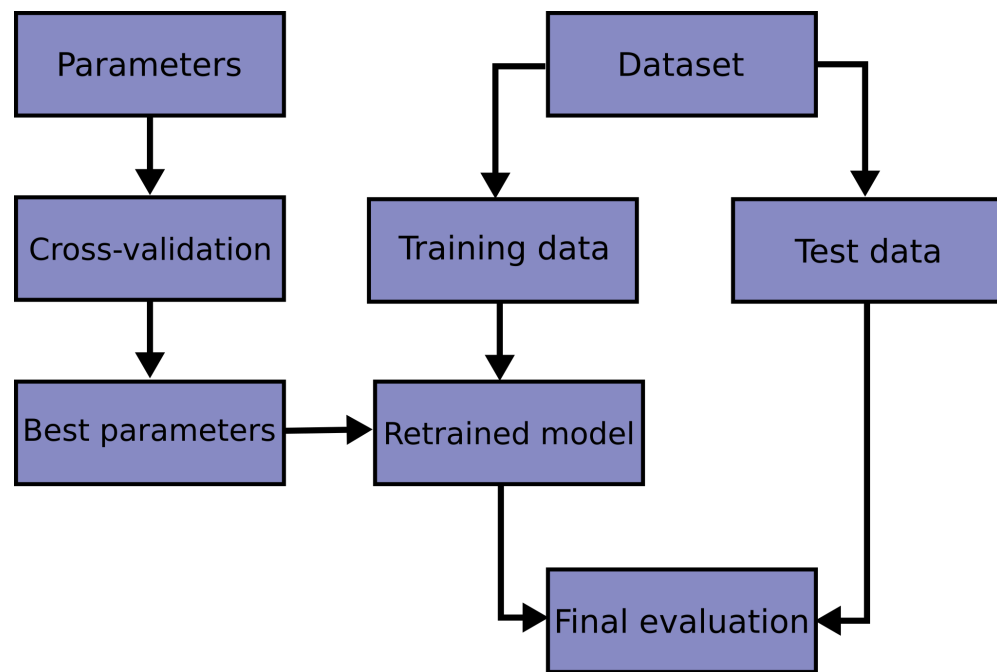 Parameters
Dataset
Cross-validation
Training data
Test data
Best parameters
Retrained model
Final evaluation